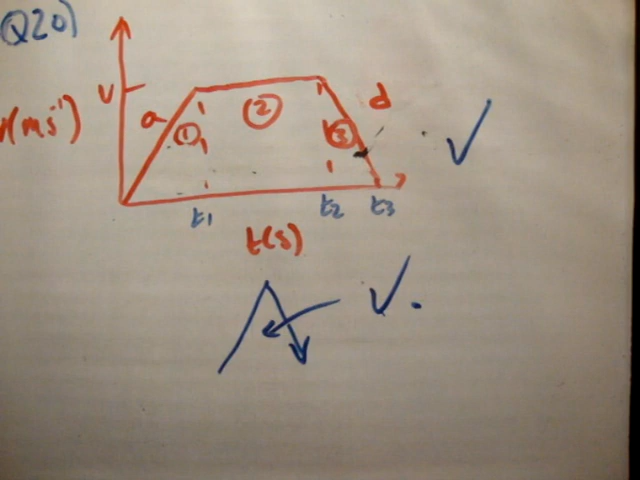 Q20)
V
a
d
①
②
③
(ms⁻¹)
t1 t2 t3
t(s)